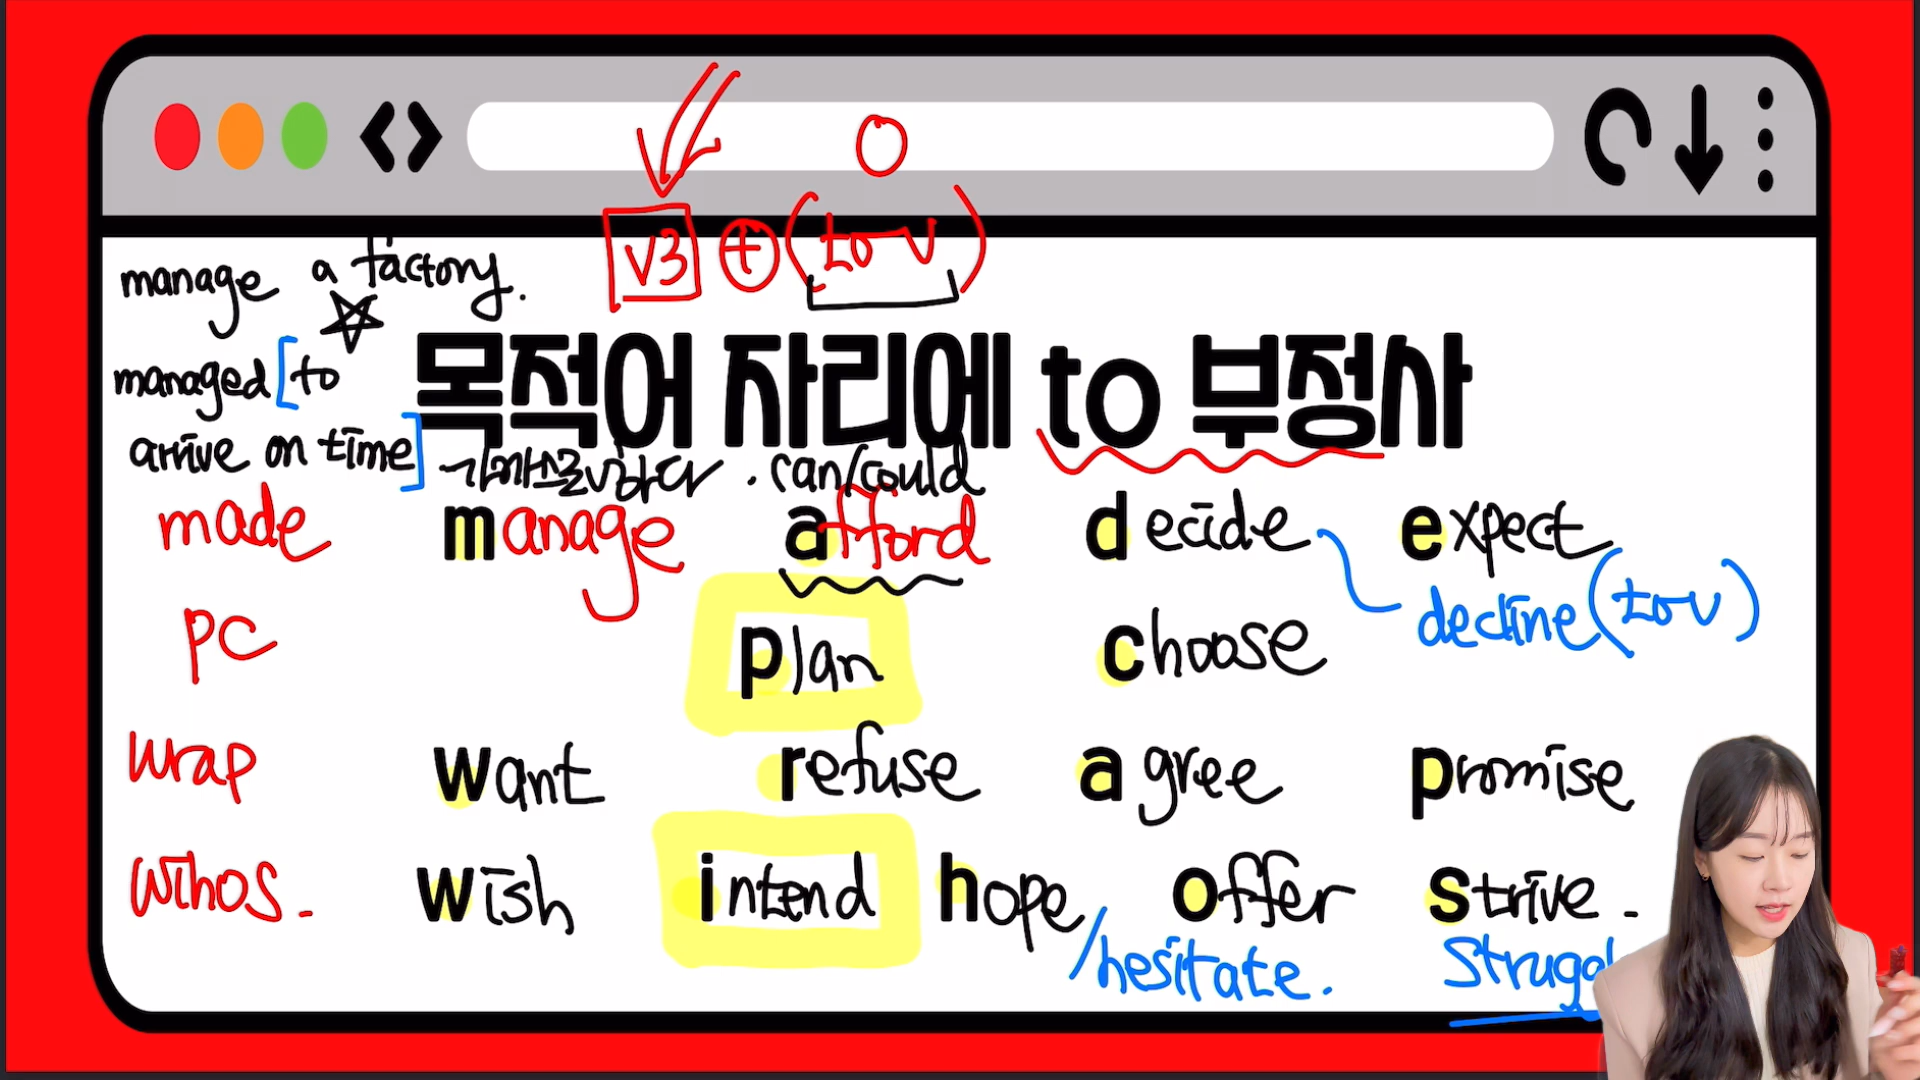 O
v3 + (to v)
manage a factory.
managed [to
arrive on time]
목적어 자리에 to 부정사
가까스로 v하다 . can/could
made manage afford decide expect
decline (to v)
pc plan choose
wrap want refuse agree promise
wihos. wish intend hope offer strive.
/hesitate.